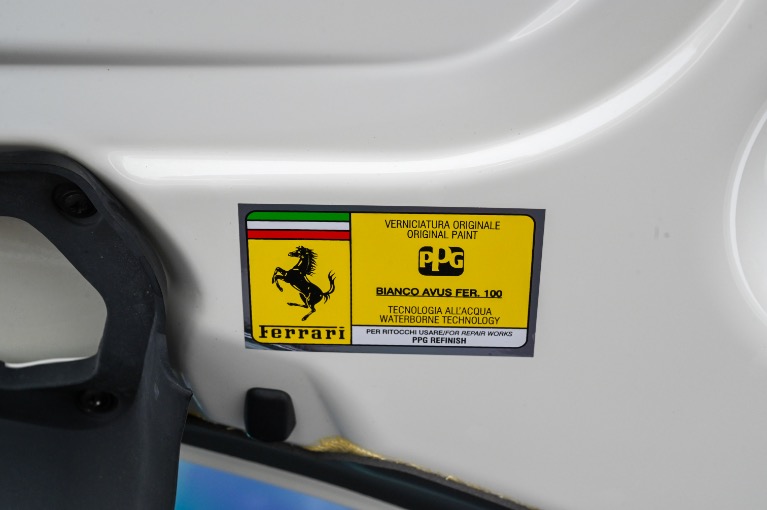 VERNICIATURA ORIGINALE
ORIGINAL PAINT
PPG
BIANCO AVUS FER. 100
TECNOLOGIA ALL'ACQUA
WATERBORNE TECHNOLOGY
Ferrari
PER RITOCCHI USARE/FOR REPAIR WORKS
PPG REFINISH